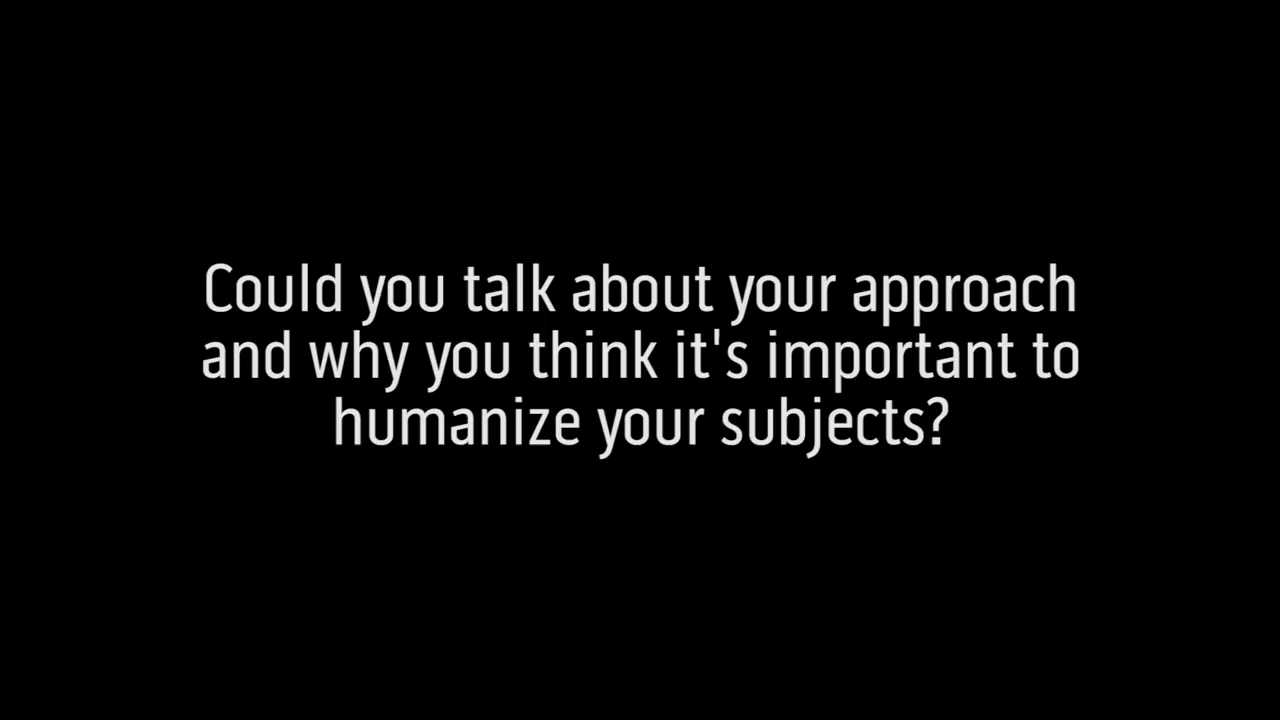 Could you talk about your approach
and why you think it's important to
humanize your subjects?